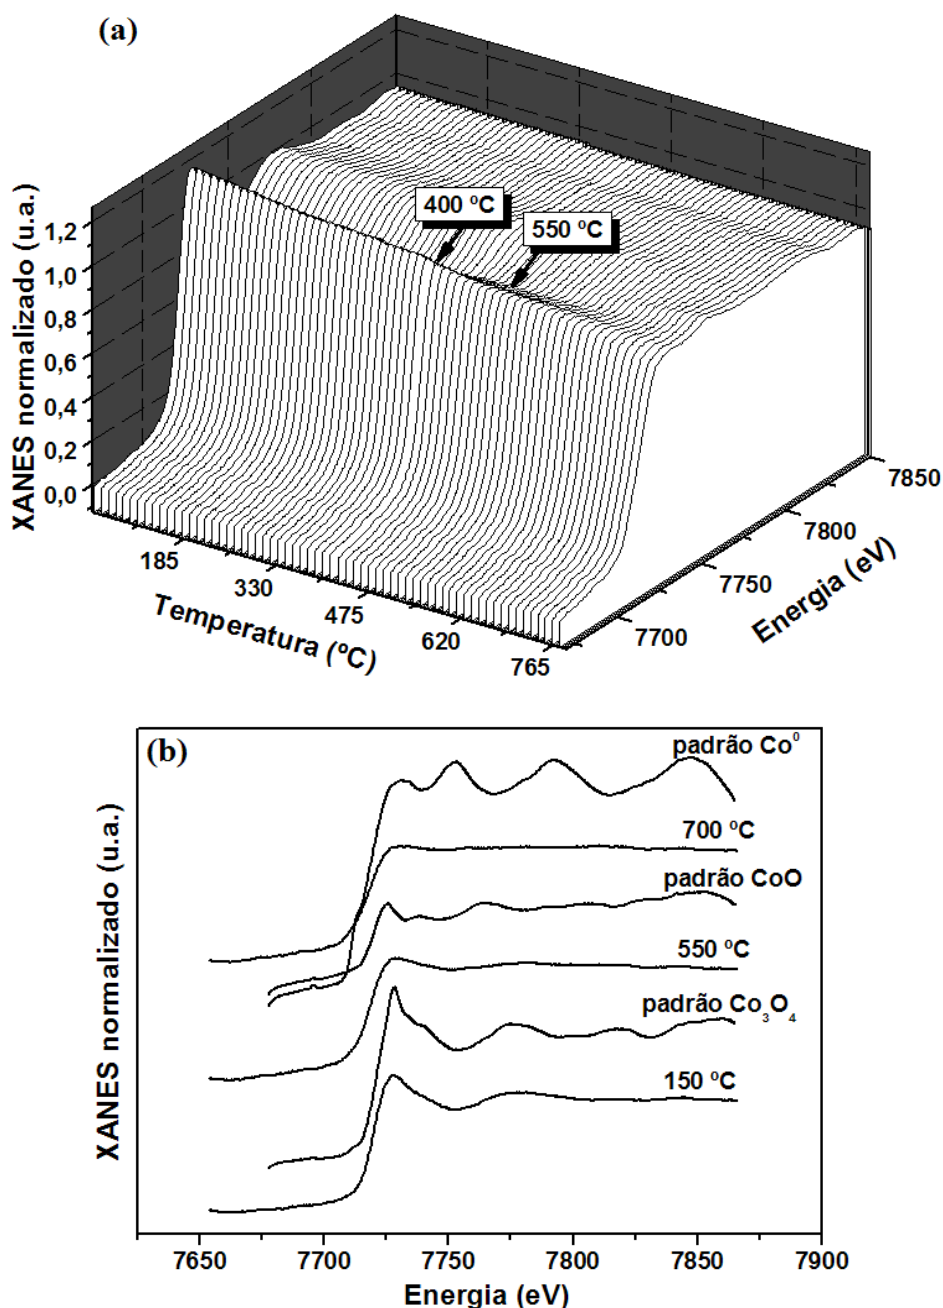 (a)
XANES normalizado (u.a.)
1,2
1,0
0,8
0,6
0,4
0,2
0,0
400 ºC
550 ºC
185
330
475
620
765
Temperatura (ºC)
7700
7750
7800
7850
Energia (eV)
(b)
XANES normalizado (u.a.)
padrão Co⁰
700 ºC
padrão CoO
550 ºC
padrão Co₃O₄
150 ºC
7650
7700
7750
7800
7850
7900
Energia (eV)